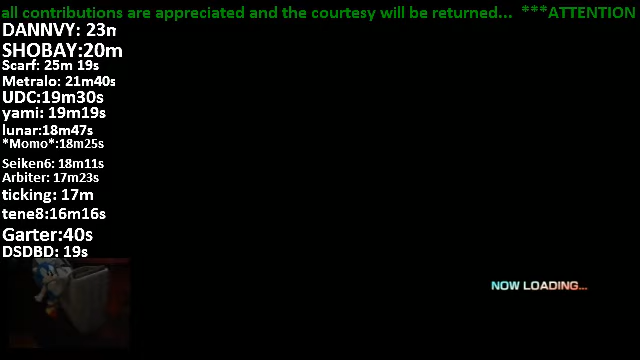 all contributions are appreciated and the courtesy will be returned... ***ATTENTION
DANNVY: 23m
SHOBAY:20m
Scarf: 25m 19s
Metralo: 21m40s
UDC:19m30s
yami: 19m19s
lunar:18m47s
*Momo*:18m25s
Seiken6: 18m11s
Arbiter: 17m23s
ticking: 17m
tene8:16m16s
Garter:40s
DSDBD: 19s
NOW LOADING...